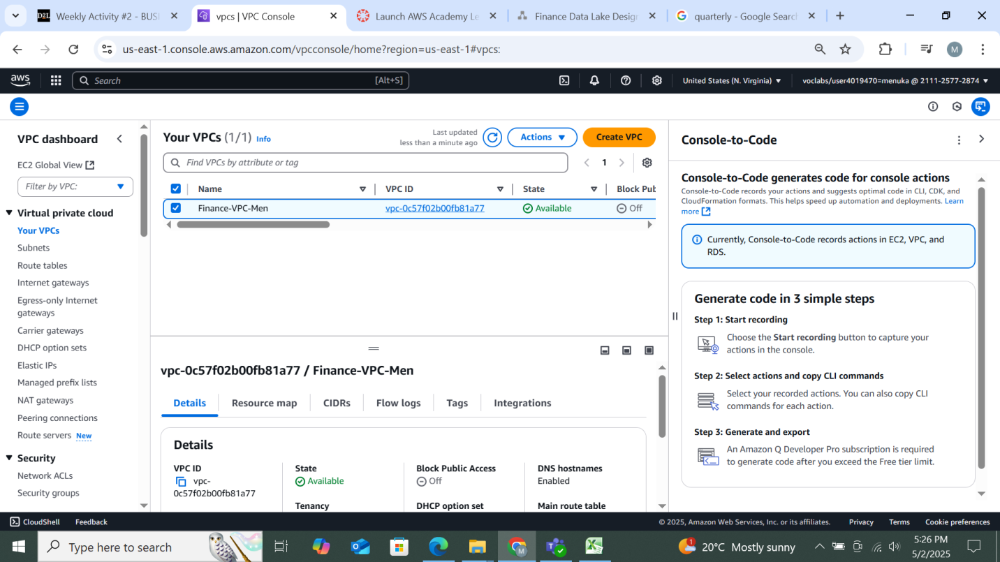 Weekly Activity #2 - BUSI
vpcs | VPC Console
Launch AWS Academy Le
Finance Data Lake Design
quarterly - Google Search
us-east-1.console.aws.amazon.com/vpcconsole/home?region=us-east-1#vpcs:
M
aws
Search
[Alt+S]
United States (N. Virginia)
voclabs/user4019470=menuka @ 2111-2577-2874
VPC dashboard
EC2 Global View
Filter by VPC:
Virtual private cloud
Your VPCs
Subnets
Route tables
Internet gateways
Egress-only Internet
gateways
Carrier gateways
DHCP option sets
Elastic IPs
Managed prefix lists
NAT gateways
Peering connections
Route servers New
Security
Network ACLs
Security groups
Your VPCs (1/1) Info
Last updated
less than a minute ago
Actions
Create VPC
Find VPCs by attribute or tag
1
Name
VPC ID
State
Block Pub
Finance-VPC-Men
vpc-0c57f02b00fb81a77
Available
Off
vpc-0c57f02b00fb81a77 / Finance-VPC-Men
Details
Resource map
CIDRs
Flow logs
Tags
Integrations
Details
VPC ID
vpc-
0c57f02b00fb81a77
State
Available
Tenancy
Block Public Access
Off
DHCP option set
DNS hostnames
Enabled
Main route table
Console-to-Code
Console-to-Code generates code for console actions
Console-to-Code records your actions and suggests optimal code in CLI, CDK, and
CloudFormation formats. This helps speed up automation and deployments. Learn
more
Currently, Console-to-Code records actions in EC2, VPC, and
RDS.
Generate code in 3 simple steps
Step 1: Start recording
Choose the Start recording button to capture your
actions in the console.
Step 2: Select actions and copy CLI commands
Select your recorded actions. You can also copy CLI
commands for each action.
Step 3: Generate and export
An Amazon Q Developer Pro subscription is required
to generate code after you exceed the Free tier limit.
CloudShell
Feedback
© 2025, Amazon Web Services, Inc. or its affiliates.
Privacy
Terms
Cookie preferences
Type here to search
1
20°C Mostly sunny
5:26 PM
5/2/2025